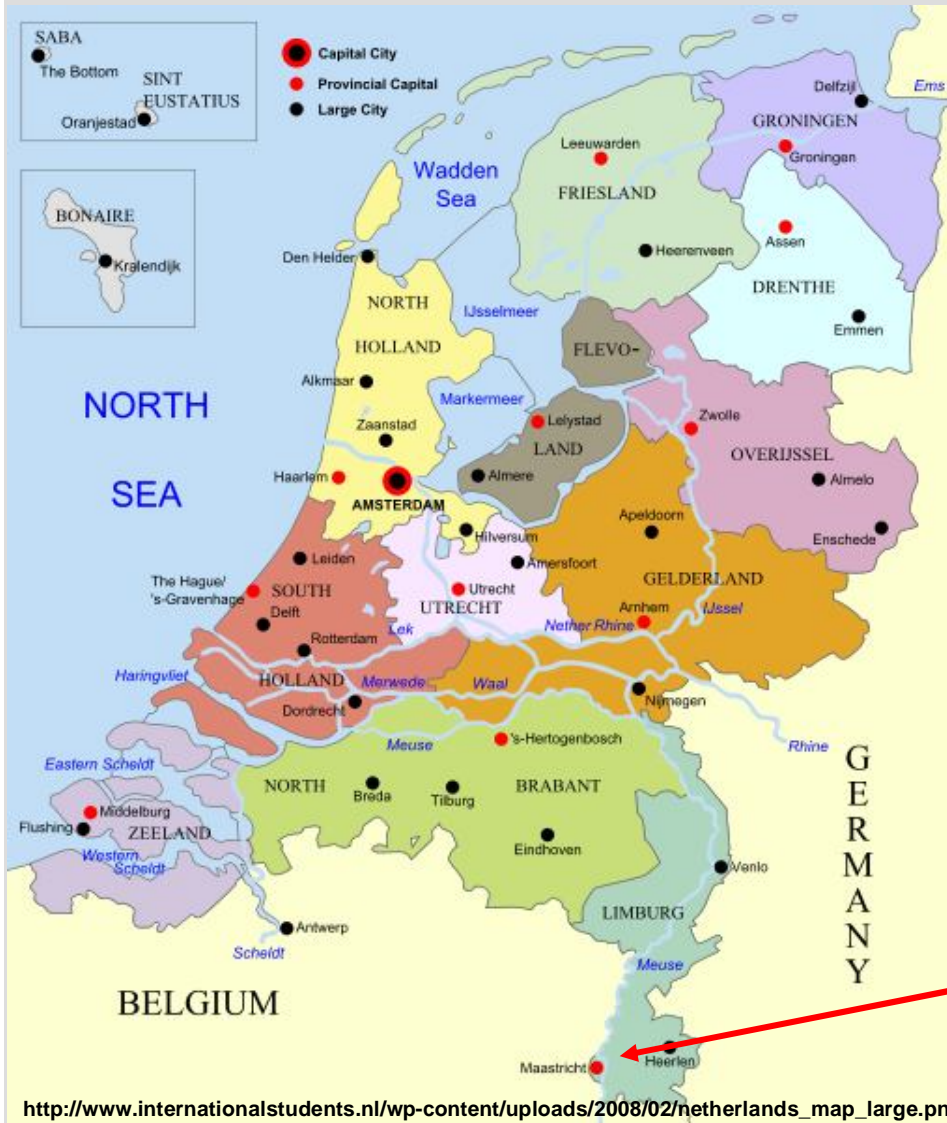 SABA
The Bottom
SINT
EUSTATIUS
Oranjestad
BONAIRE
Kralendijk
Capital City
Provincial Capital
Large City
Wadden
Sea
Delfzijl
Ems
GRONINGEN
Groningen
Leeuwarden
FRIESLAND
Heerenveen
Assen
DRENTHE
Emmen
Den Helder
NORTH
HOLLAND
IJsselmeer
FLEVO-
LAND
Alkmaar
Markermeer
Lelystad
Zaanstad
Zwolle
OVERIJSSEL
NORTH
SEA
Haarlem
AMSTERDAM
Almere
Almelo
Hilversum
Apeldoorn
Enschede
Leiden
Amersfoort
The Hague/
's-Gravenhage
SOUTH
HOLLAND
Utrecht
UTRECHT
GELDERLAND
Delft
Arnhem
IJssel
Lek
Nether Rhine
Rotterdam
Haringvliet
Merwede
Waal
Dordrecht
Nijmegen
Meuse
's-Hertogenbosch
Rhine
Eastern Scheldt
NORTH
BRABANT
Breda
Tilburg
Middelburg
Flushing
ZEELAND
Eindhoven
Western
Scheldt
Venlo
LIMBURG
Antwerp
Scheldt
Meuse
GERMANY
BELGIUM
Maastricht
Heerlen
http://www.internationalstudents.nl/wp-content/uploads/2008/02/netherlands_map_large.pn